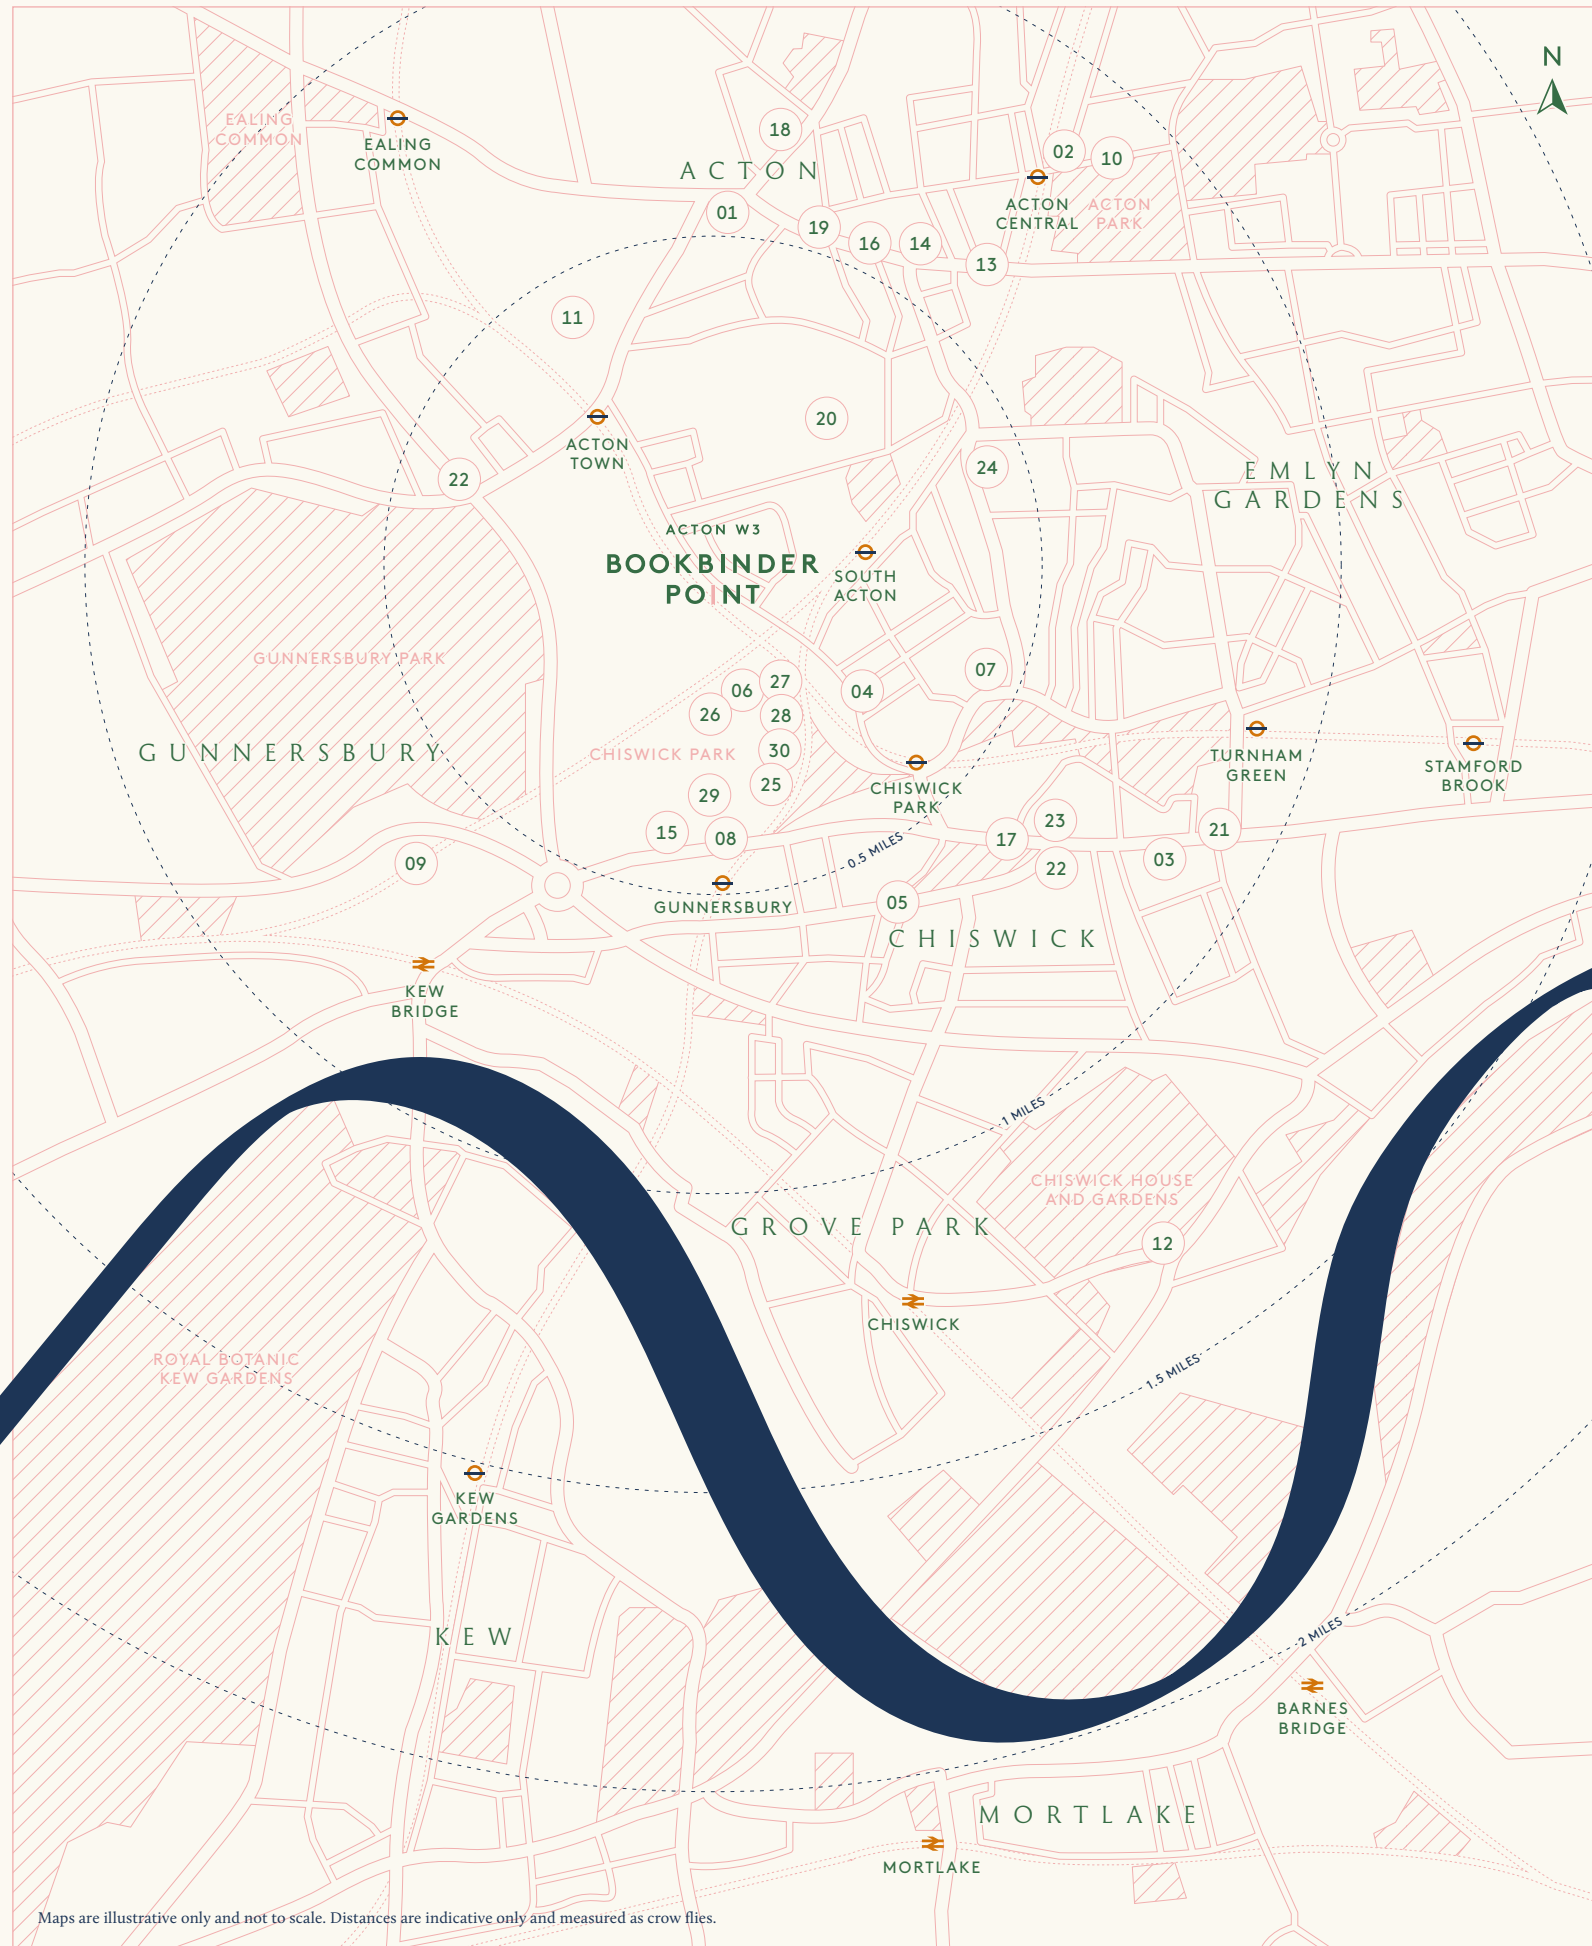 N
EALING
COMMON
EALING
COMMON
18
ACTON
02
10
ACTON
CENTRAL
ACTON
PARK
01
19
16
14
13
11
20
ACTON
TOWN
22
24
EMLYN
GARDENS
ACTON W3
BOOKBINDER
POINT
SOUTH
ACTON
GUNNERSBURY PARK
GUNNERSBURY
06
27
26
28
04
07
CHISWICK PARK
30
25
29
15
08
09
CHISWICK
PARK
TURNHAM
GREEN
STAMFORD
BROOK
0.5 MILES
17
23
22
03
21
GUNNERSBURY
05
CHISWICK
KEW
BRIDGE
1 MILES
CHISWICK HOUSE
AND GARDENS
GROVE PARK
12
CHISWICK
ROYAL BOTANIC
KEW GARDENS
1.5 MILES
KEW
GARDENS
KEW
2 MILES
BARNES
BRIDGE
MORTLAKE
MORTLAKE
Maps are illustrative only and not to scale. Distances are indicative only and measured as crow flies.